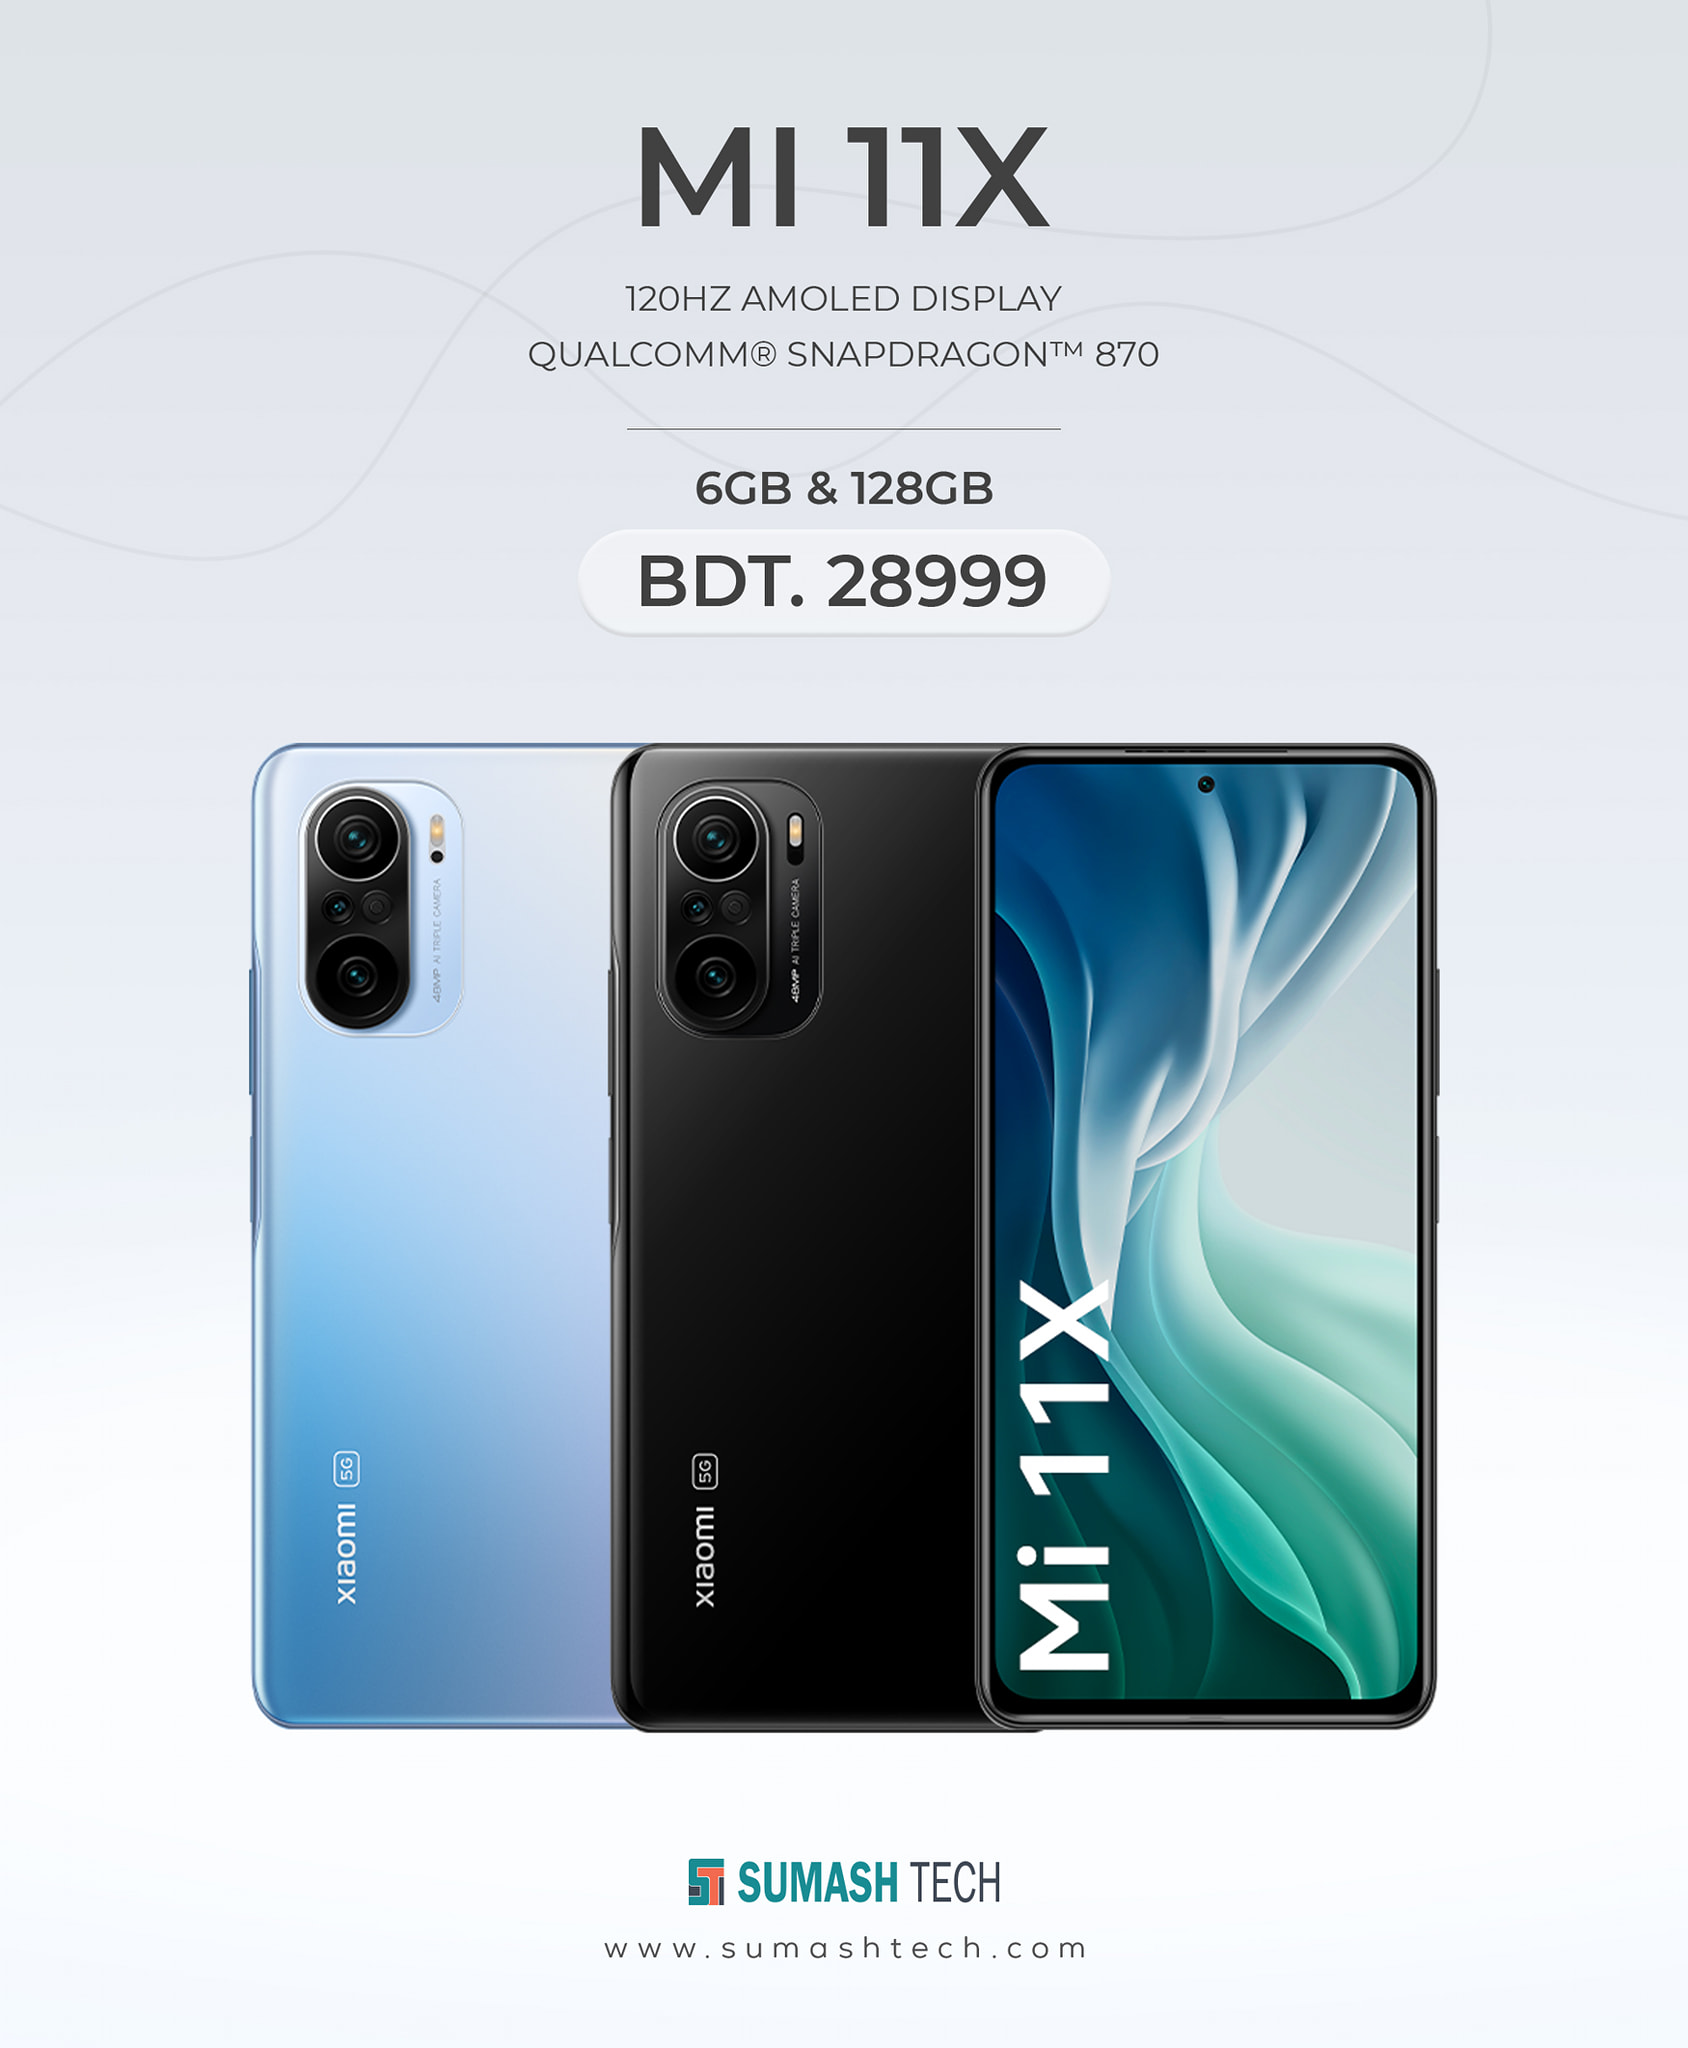 MI 11X
120HZ AMOLED DISPLAY
QUALCOMM® SNAPDRAGON™ 870
6GB & 128GB
BDT. 28999
48MP AI TRIPLE CAMERA
xiaomi 5G
48MP AI TRIPLE CAMERA
xiaomi 5G
Mi 11X
ST SUMASH TECH
www.sumashtech.com